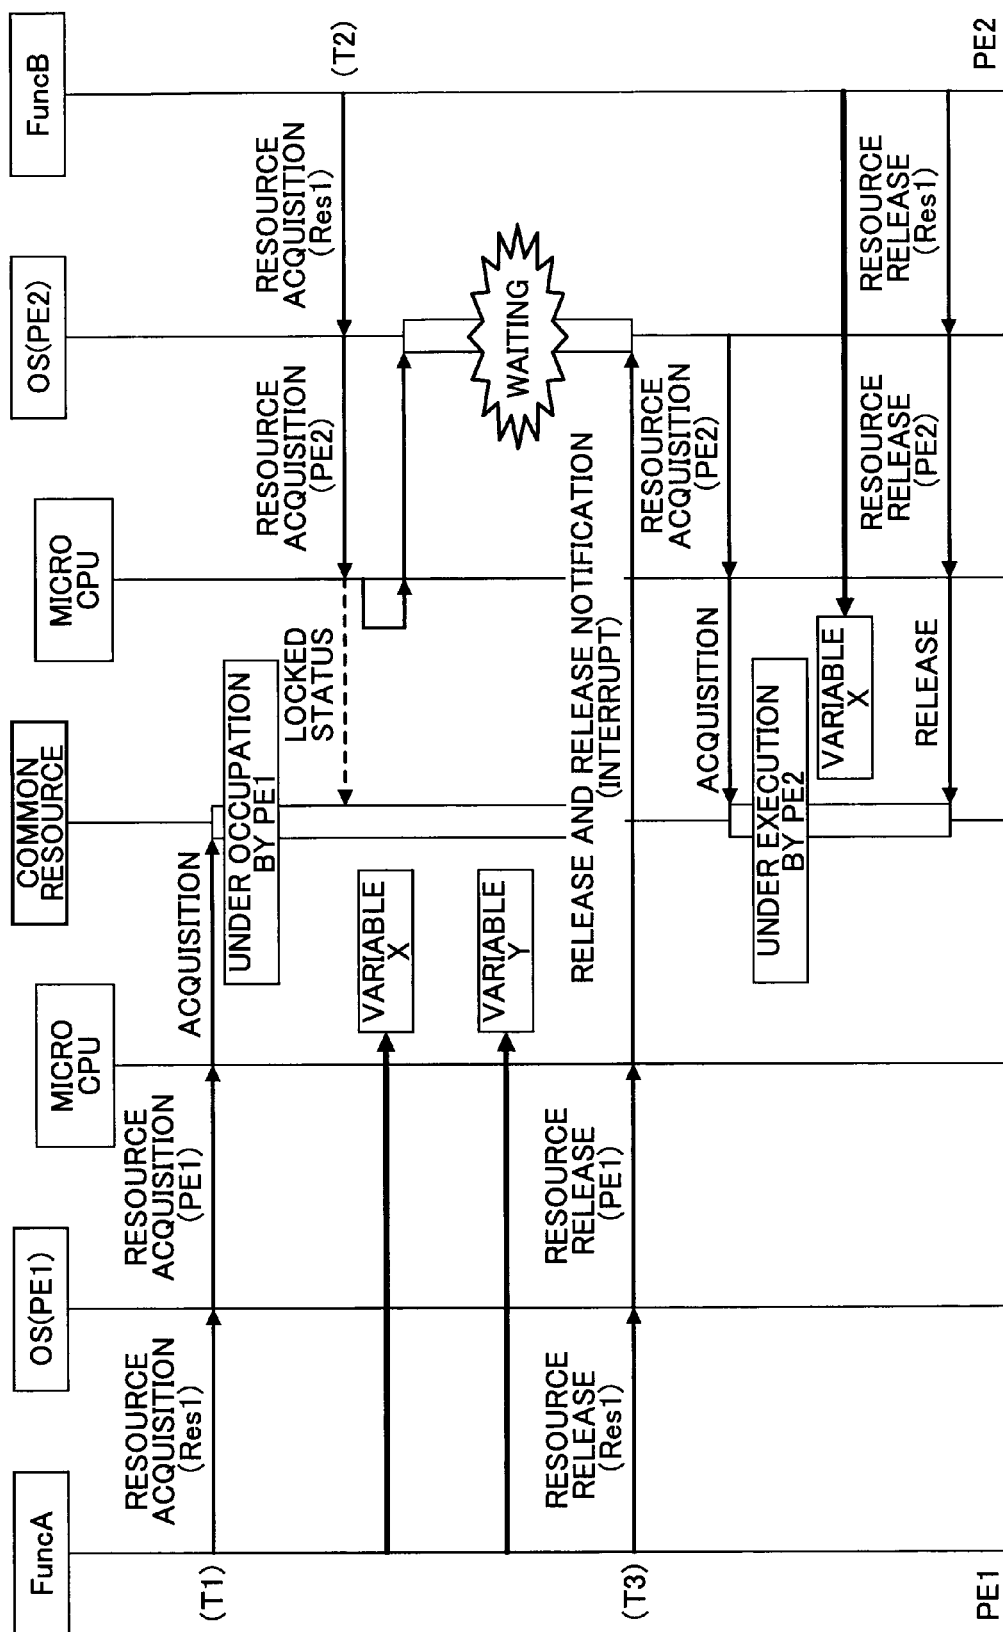 FuncA
OS(PE1)
MICRO
CPU
COMMON
RESOURCE
MICRO
CPU
OS(PE2)
FuncB
(T1)
RESOURCE
ACQUISITION
(Res1)
RESOURCE
ACQUISITION
(PE1)
ACQUISITION
UNDER OCCUPATION
BY PE1
LOCKED
STATUS
RESOURCE
ACQUISITION
(PE2)
RESOURCE
ACQUISITION
(Res1)
(T2)
VARIABLE
X
VARIABLE
Y
WAITING
(T3)
RESOURCE
RELEASE
(Res1)
RESOURCE
RELEASE
(PE1)
RELEASE AND RELEASE NOTIFICATION
(INTERRUPT)
RESOURCE
ACQUISITION
(PE2)
ACQUISITION
UNDER EXECUTION
BY PE2
VARIABLE
X
RELEASE
RESOURCE
RELEASE
(PE2)
RESOURCE
RELEASE
(Res1)
PE1
PE2